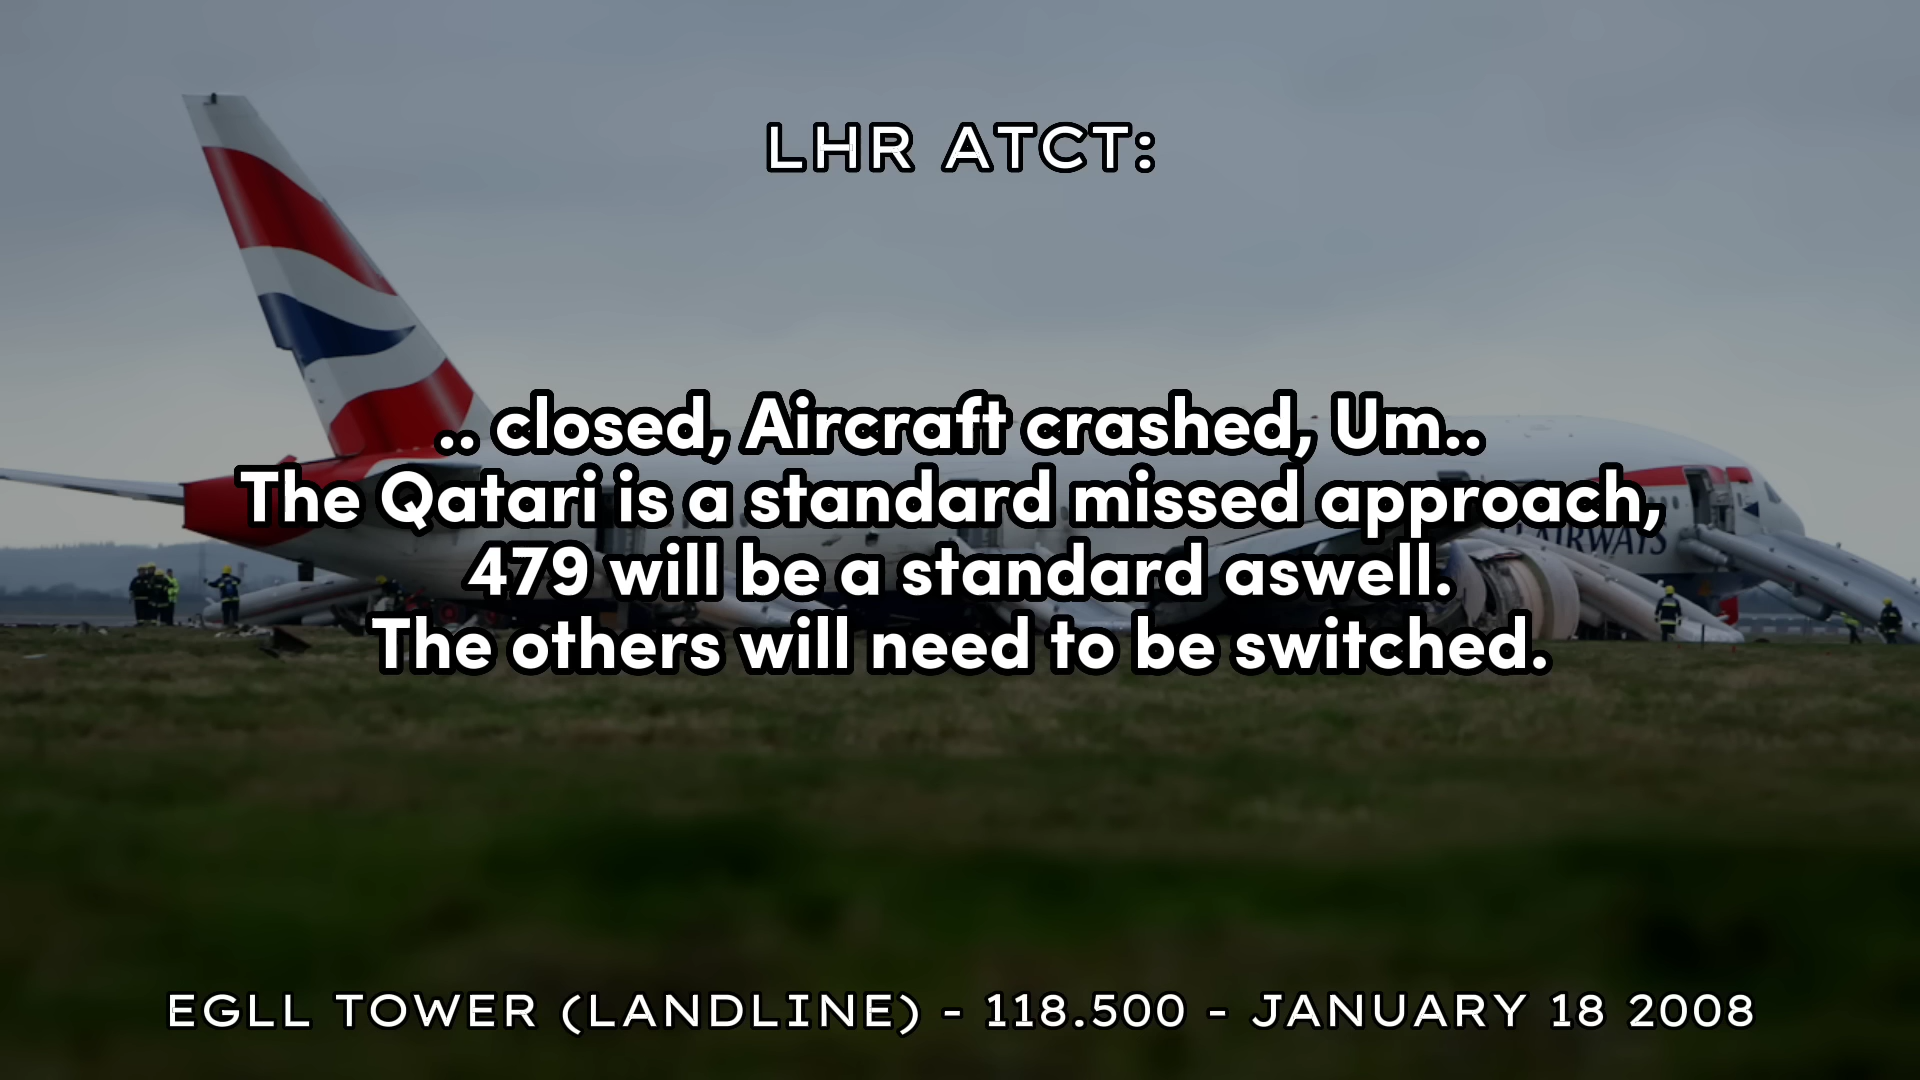 LHR ATCT:
.. closed, Aircraft crashed, Um..
The Qatari is a standard missed approach,
AIRWAYS
479 will be a standard aswell.
The others will need to be switched.
EGLL TOWER (LANDLINE) - 118.500 - JANUARY 18 2008